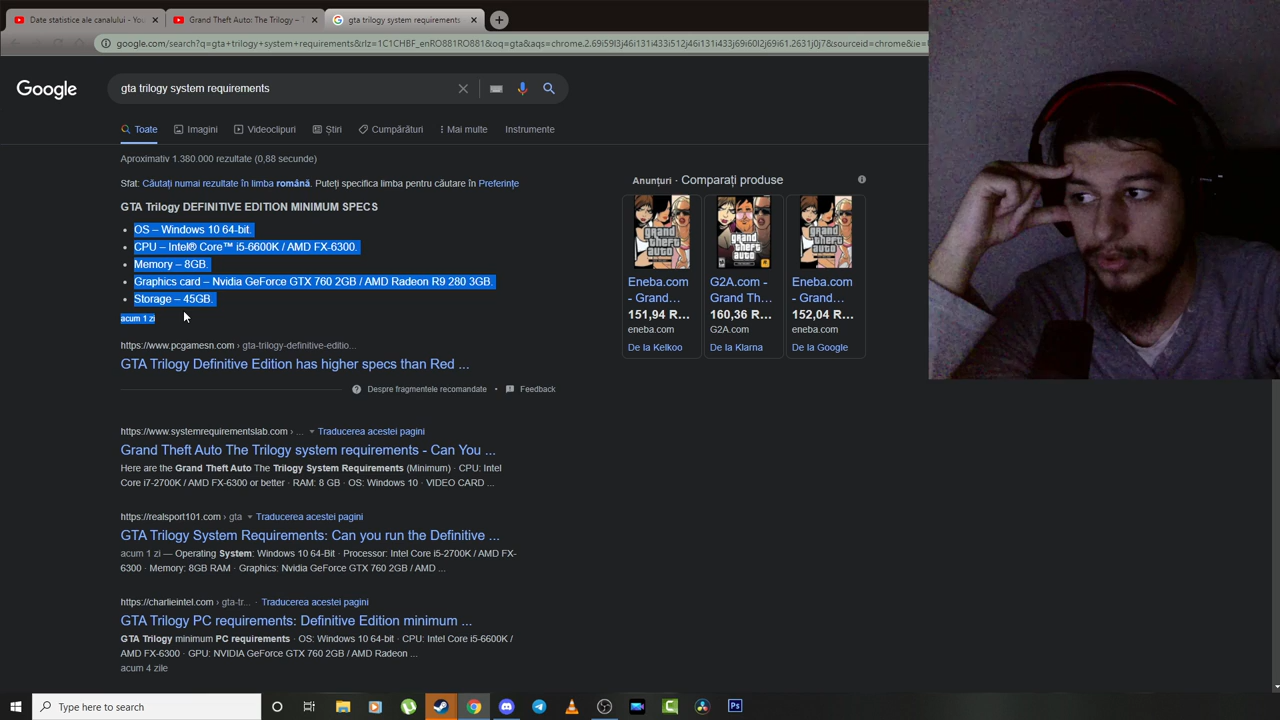 Date statistice ale canalului - You
Grand Theft Auto: The Trilogy – T
gta trilogy system requirements
google.com/search?q=gta+trilogy+system+requirements&rlz=1C1CHBF_enRO881RO881&oq=gta&aqs=chrome.2.69i59l3j46i131i433i512j46i131i433j69i60l2j69i61.2631j0j7&sourceid=chrome&ie=
Google
gta trilogy system requirements
Toate
Imagini
Videoclipuri
Știri
Cumpărături
Mai multe
Instrumente
Aproximativ 1.380.000 rezultate (0,88 secunde)
Sfat: Căutați numai rezultate în limba română. Puteți specifica limba pentru căutare în Preferințe
GTA Trilogy DEFINITIVE EDITION MINIMUM SPECS
• OS – Windows 10 64-bit.
• CPU – Intel® Core™ i5-6600K / AMD FX-6300.
• Memory – 8GB.
• Graphics card – Nvidia GeForce GTX 760 2GB / AMD Radeon R9 280 3GB.
• Storage – 45GB.
acum 1 zi
https://www.pcgamesn.com › gta-trilogy-definitive-editio...
GTA Trilogy Definitive Edition has higher specs than Red ...
Despre fragmentele recomandate • Feedback
https://www.systemrequirementslab.com › ... Traducerea acestei pagini
Grand Theft Auto The Trilogy system requirements - Can You ...
Here are the Grand Theft Auto The Trilogy System Requirements (Minimum) · CPU: Intel
Core i7-2700K / AMD FX-6300 or better · RAM: 8 GB · OS: Windows 10 · VIDEO CARD ...
https://realsport101.com › gta Traducerea acestei pagini
GTA Trilogy System Requirements: Can you run the Definitive ...
acum 1 zi — Operating System: Windows 10 64-Bit · Processor: Intel Core i5-2700K / AMD FX-
6300 · Memory: 8GB RAM · Graphics: Nvidia GeForce GTX 760 2GB / AMD ...
https://charlieintel.com › gta-tr... Traducerea acestei pagini
GTA Trilogy PC requirements: Definitive Edition minimum ...
GTA Trilogy minimum PC requirements · OS: Windows 10 64-bit · CPU: Intel Core i5-6600K /
AMD FX-6300 · GPU: NVIDIA GeForce GTX 760 2GB / AMD Radeon ...
acum 4 zile
Anunțuri · Comparați produse
Eneba.com
- Grand…
151,94 R…
eneba.com
De la Kelkoo
G2A.com -
Grand Th…
160,36 R…
G2A.com
De la Klarna
Eneba.com
- Grand…
152,04 R…
eneba.com
De la Google
Type here to search
Ps